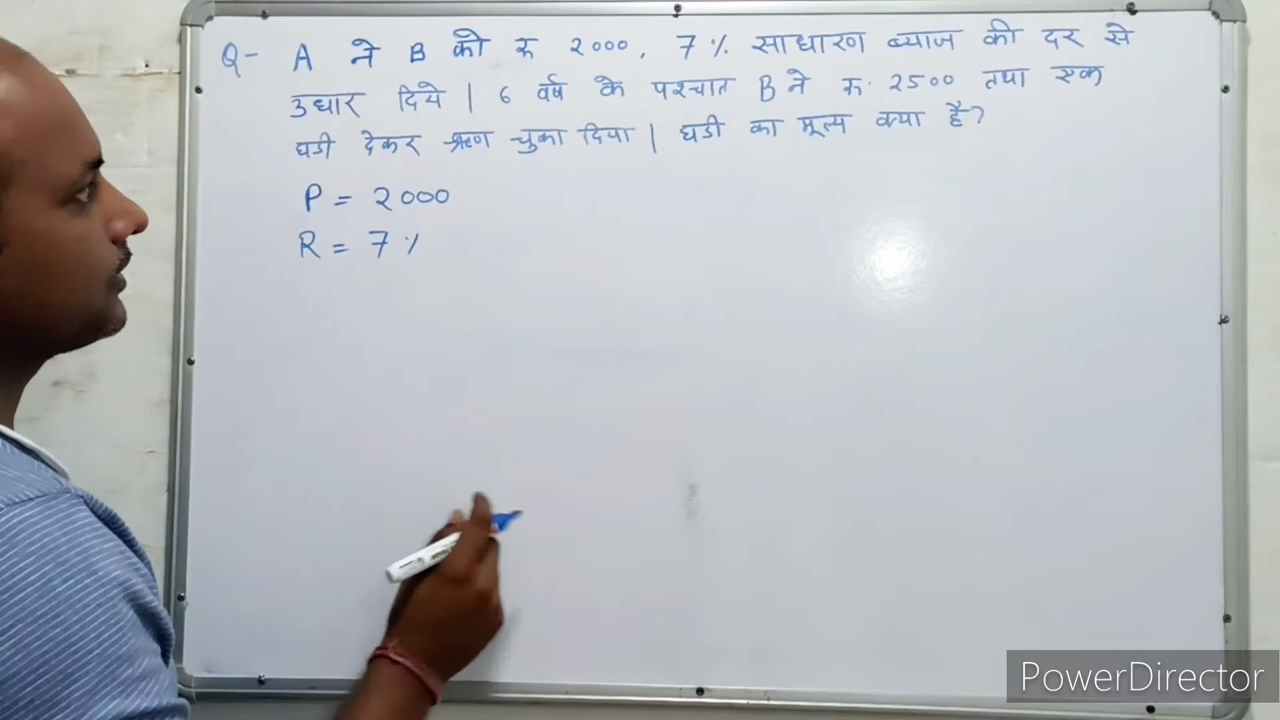 Q- A ने B को रु 2000, 7% साधारण ब्याज की दर से
उधार दिये | 6 वर्ष के पश्चात B ने रु. 2500 तथा एक
घडी देकर ऋण चुका दिया | घडी का मूल्य क्या है?
P = 2000
R = 7%
PowerDirector